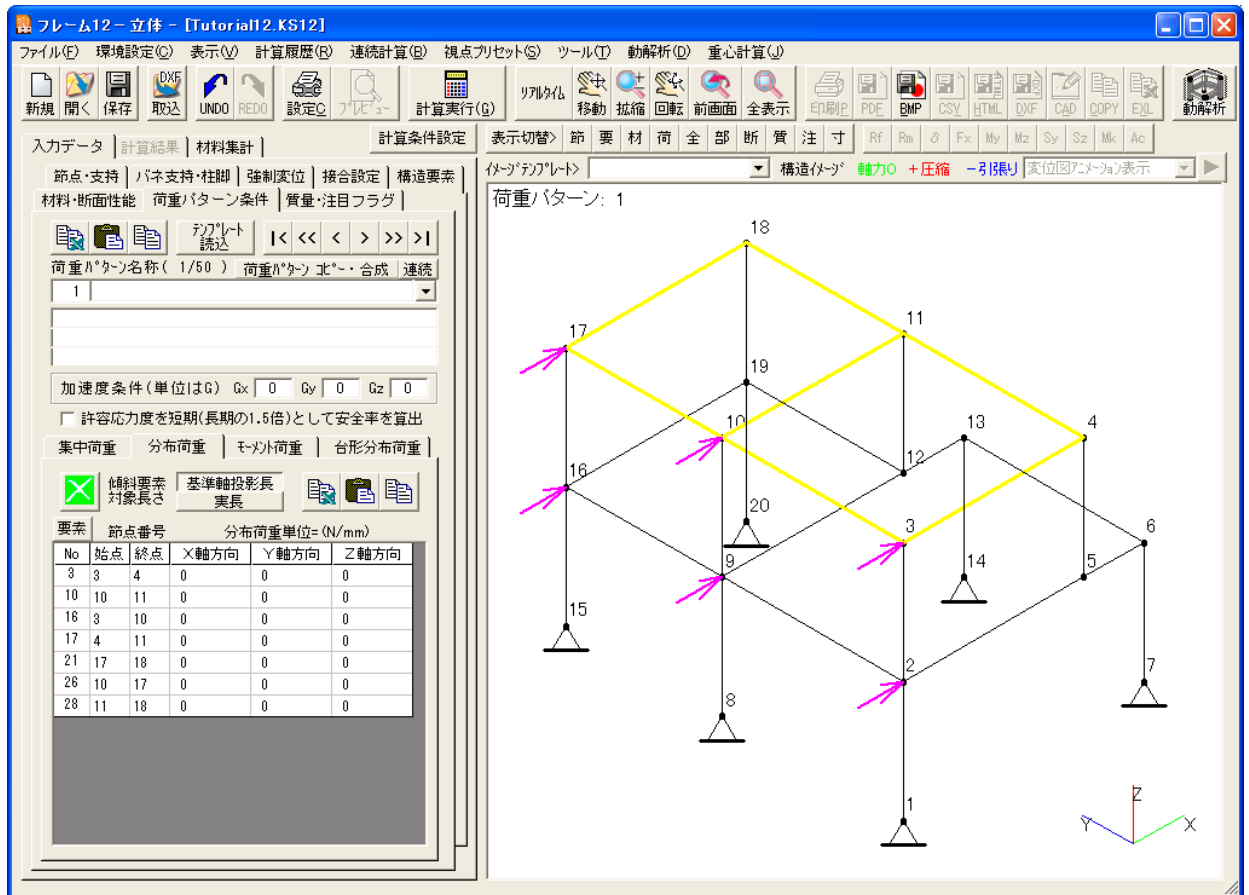 フレーム12－立体 - [Tutorial12.KS12]
ファイル(F) 環境設定(C) 表示(V) 計算履歴(R) 連続計算(B) 視点プリセット(S) ツール(T) 動解析(D) 重心計算(J)
新規 開く 保存 DXF 取込 UNDO REDO 設定C プレビュー 計算実行(G) リアルタイム 移動 拡縮 回転 前画面 全表示 印刷P PDF BMP CSV HTML DXF CAD COPY EXL 動解析
入力データ 計算結果 材料集計 計算条件設定
表示切替> 節 要 材 荷 全 部 断 質 注 寸 Rf Rm δ Fx My Mz Sy Sz Mk Ac
イメージテンプレート> 構造イメージ 軸力0 +圧縮 -引張り 変位図アニメーション表示
節点・支持 バネ支持・柱脚 強制変位 接合設定 構造要素
材料・断面性能 荷重パターン条件 質量・注目フラグ
テンプレート読込 |< << < > >> >|
荷重パターン名称( 1/50 ) 荷重パターン コピー・合成 連続
1
加速度条件(単位はG) Gx 0 Gy 0 Gz 0
許容応力度を短期(長期の1.5倍)として安全率を算出
集中荷重 分布荷重 モーメント荷重 台形分布荷重
傾斜要素対象長さ 基準軸投影長
実長
要素 節点番号 分布荷重単位=(N/mm)
No 始点 終点 X軸方向 Y軸方向 Z軸方向
3 3 4 0 0 0
10 10 11 0 0 0
16 3 10 0 0 0
17 4 11 0 0 0
21 17 18 0 0 0
26 10 17 0 0 0
28 11 18 0 0 0
荷重パターン: 1
18
17
11
19
10
13
4
16
12
20
3
6
9
14
5
15
2
7
8
1
Z
Y
X